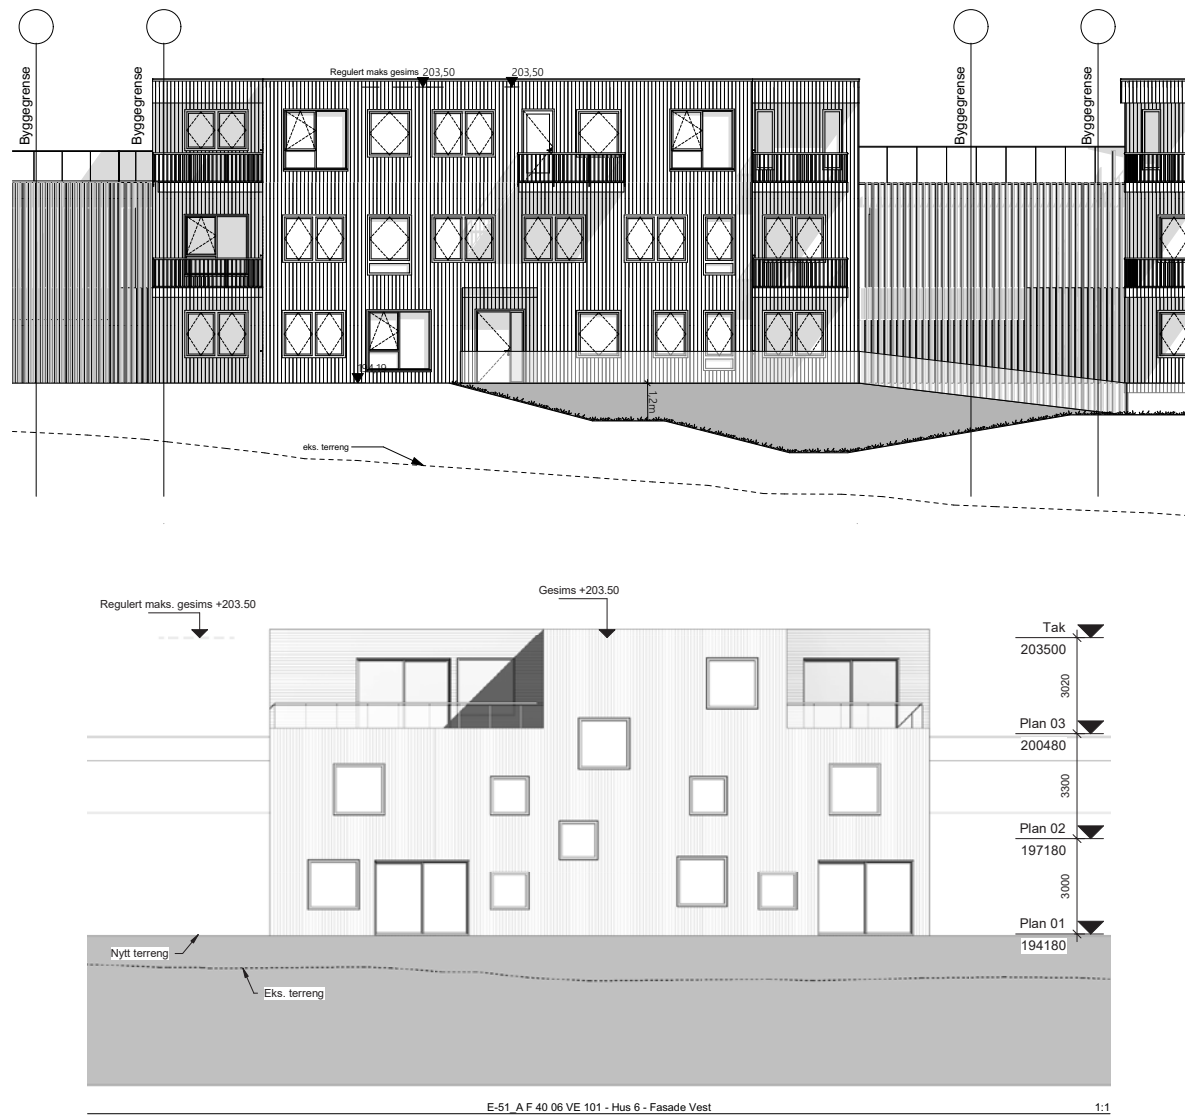 Byggegrense
Byggegrense
Regulert maks gesims 203,50
203,50
Byggegrense
Byggegrense
194,19
1,2m
eks. terreng
Regulert maks. gesims +203.50
Gesims +203.50
Tak
203500
3020
Plan 03
200480
3300
Plan 02
197180
3000
Plan 01
194180
Nytt terreng
Eks. terreng
E-51_A F 40 06 VE 101 - Hus 6 - Fasade Vest
1:1